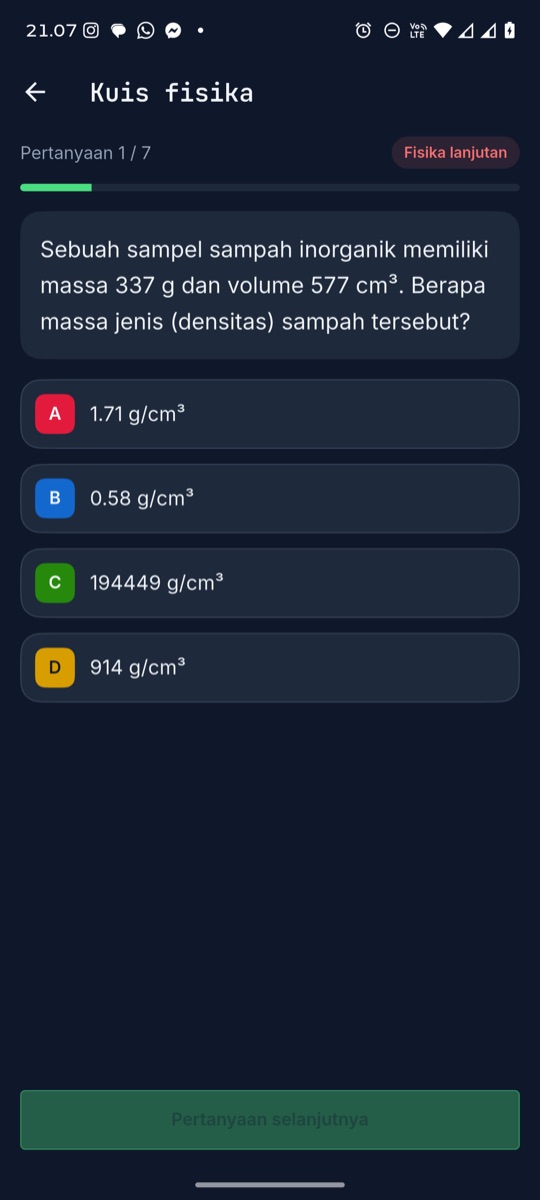 21.07
Vo LTE
Kuis fisika
Pertanyaan 1 / 7
Fisika lanjutan
Sebuah sampel sampah inorganik memiliki
massa 337 g dan volume 577 cm³. Berapa
massa jenis (densitas) sampah tersebut?
A 1.71 g/cm³
B 0.58 g/cm³
C 194449 g/cm³
D 914 g/cm³
Pertanyaan selanjutnya